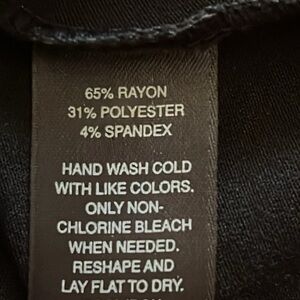 65% RAYON
31% POLYESTER
4% SPANDEX
HAND WASH COLD
WITH LIKE COLORS.
ONLY NON-
CHLORINE BLEACH
WHEN NEEDED.
RESHAPE AND
LAY FLAT TO DRY.